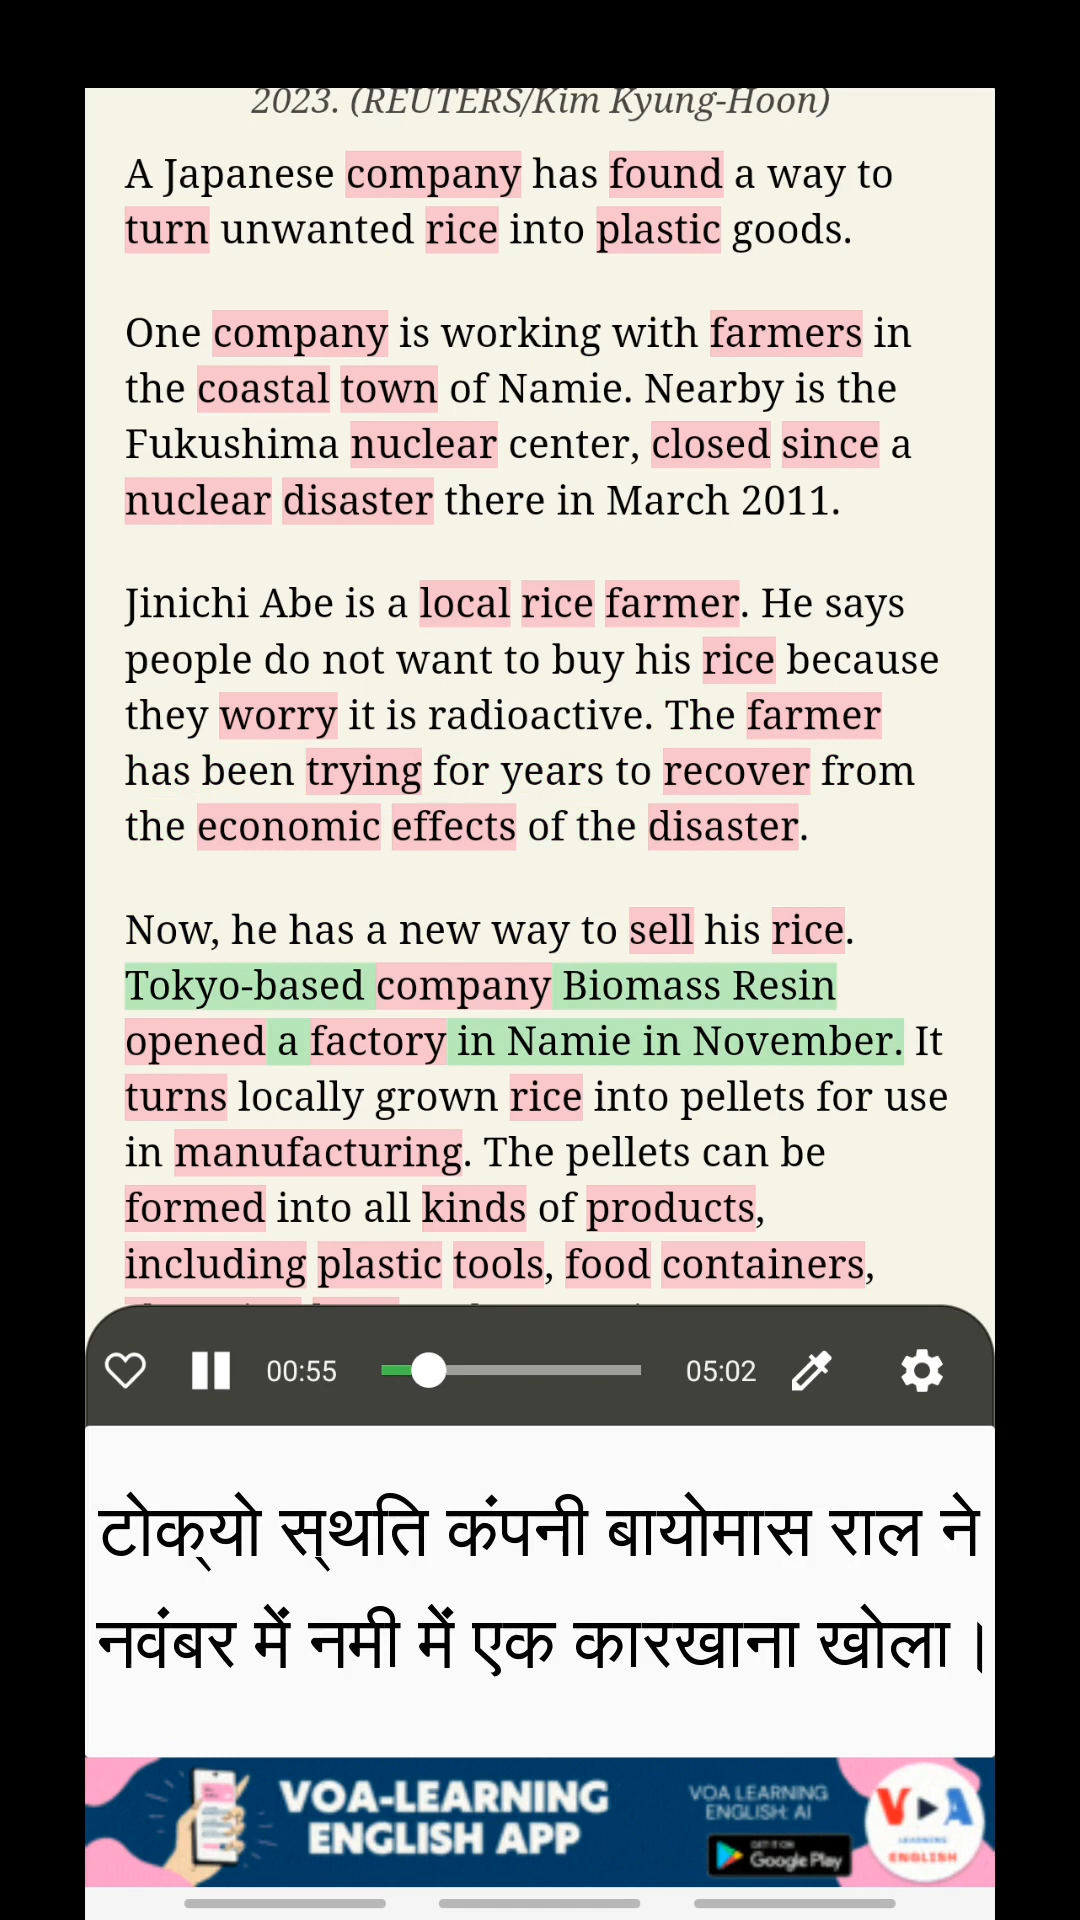 2023. (REUTERS/Kim Kyung-Hoon)
A Japanese company has found a way to
turn unwanted rice into plastic goods.
One company is working with farmers in
the coastal town of Namie. Nearby is the
Fukushima nuclear center, closed since a
nuclear disaster there in March 2011.
Jinichi Abe is a local rice farmer. He says
people do not want to buy his rice because
they worry it is radioactive. The farmer
has been trying for years to recover from
the economic effects of the disaster.
Now, he has a new way to sell his rice.
Tokyo-based company Biomass Resin
opened a factory in Namie in November. It
turns locally grown rice into pellets for use
in manufacturing. The pellets can be
formed into all kinds of products,
including plastic tools, food containers,
00:55 05:02
टोक्यो स्थति कंपनी बायोमास राल ने
नवंबर में नमी में एक कारखाना खोला।
VOA-LEARNING
ENGLISH APP
VOA LEARNING
ENGLISH: AI
GET IT ON
Google Play
VOA
LEARNING
ENGLISH